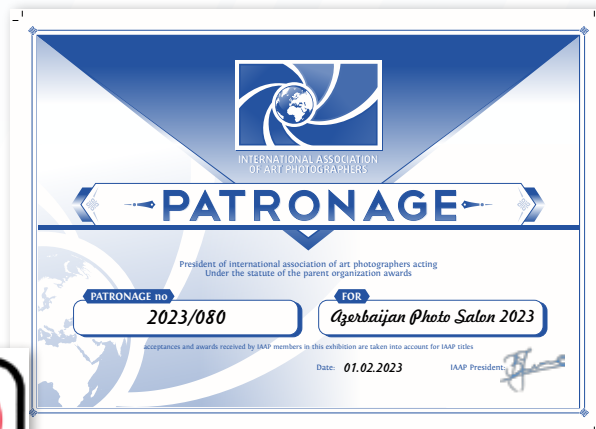 INTERNATIONAL ASSOCIATION
OF ART PHOTOGRAPHERS
PATRONAGE
President of international association of art photographers acting
Under the statute of the parent organization awards
PATRONAGE no
FOR
2023/080
Azerbaijan Photo Salon 2023
acceptances and awards received by IAAP members in this exhibition are taken into account for IAAP titles
Date: 01.02.2023
IAAP President: